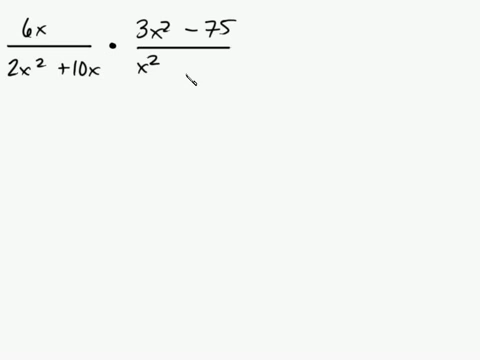 6x/(2x² + 10x) · (3x² - 75)/x²